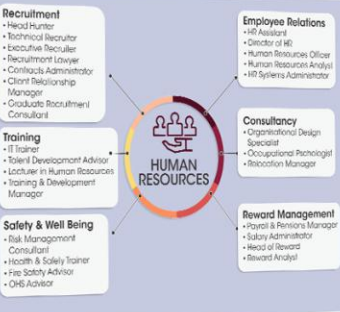 Recruitment
• Head Hunter
• Technical Recruitor
• Executive Recruiter
• Recruitment Lawyer
• Contracts Administrator
• Client Relationship
Manager
• Graduate Recruitment
Consultant
Training
• IT Trainer
• Talent Development Advisor
• Lecturer in Human Resources
• Training & Development
Manager
Safety & Well Being
• Risk Management
Consultant
• Health & Safety Trainer
• Fire Safety Advisor
• OHS Advisor
HUMAN
RESOURCES
Employee Relations
• HR Assistant
• Director of HR
• Human Resources Officer
• Human Resources Analyst
• HR Systems Administrator
Consultancy
• Organisational Design
Specialist
• Occupational Pschologist
• Relocation Manager
Reward Management
• Payroll & Pensions Manager
• Salary Administrator
• Head of Reward
• Reward Analyst